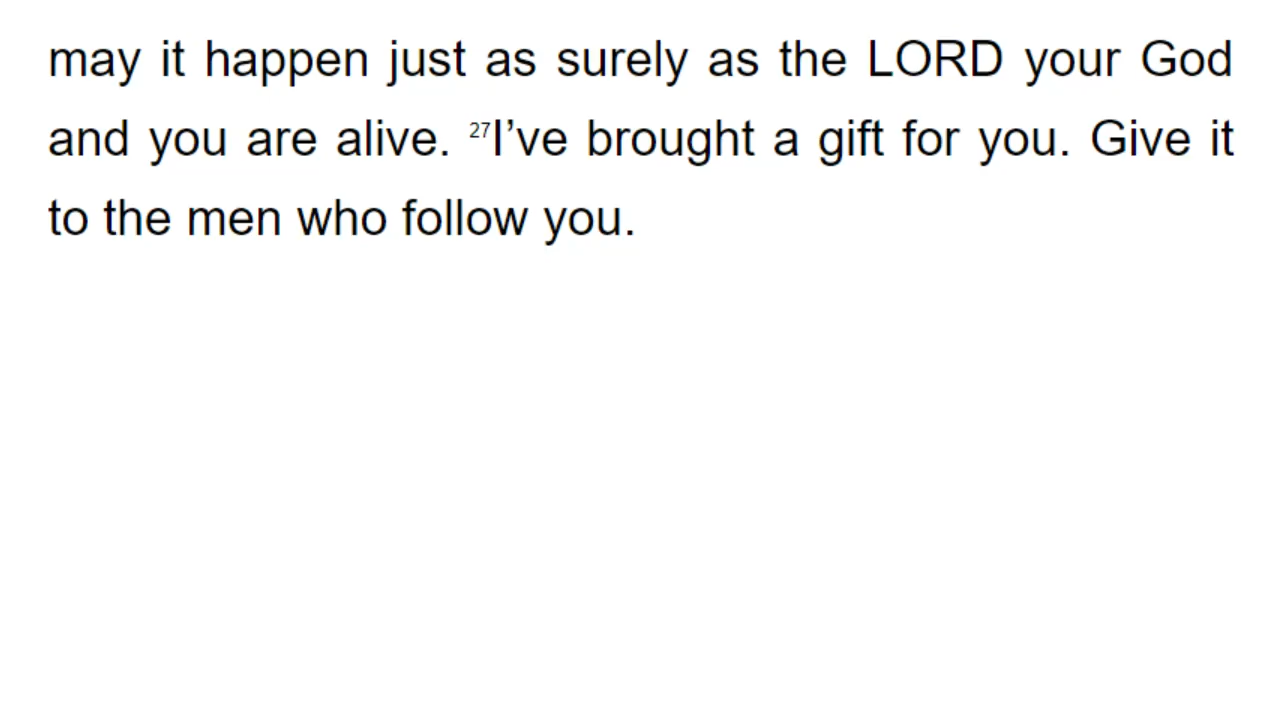 may it happen just as surely as the LORD your God
and you are alive. 27I’ve brought a gift for you. Give it
to the men who follow you.